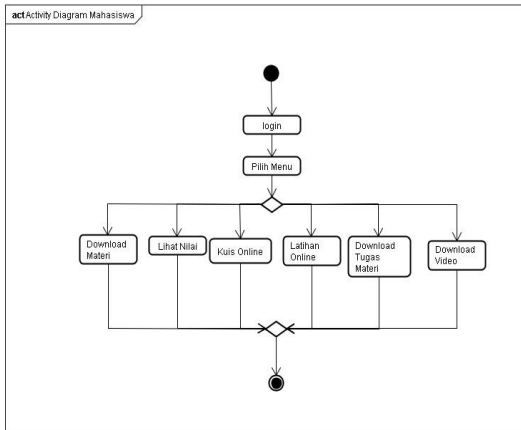 act Activity Diagram Mahasiswa
login
Pilih Menu
Download
Materi
Lihat Nilai
Kuis Online
Latihan
Online
Download
Tugas
Materi
Download
Video